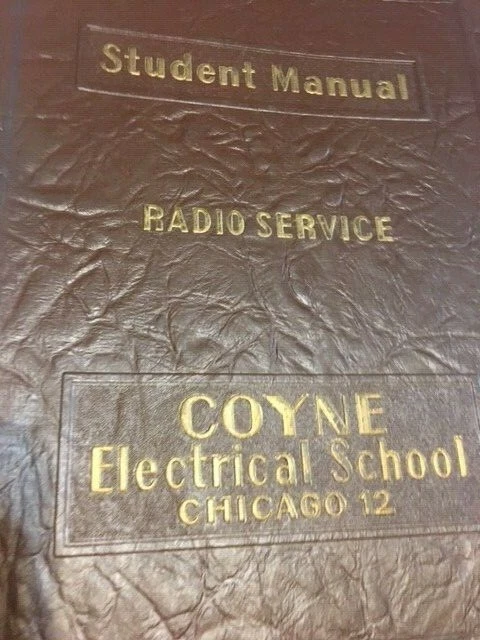 Student Manual
RADIO SERVICE
COYNE
Electrical School
CHICAGO 12